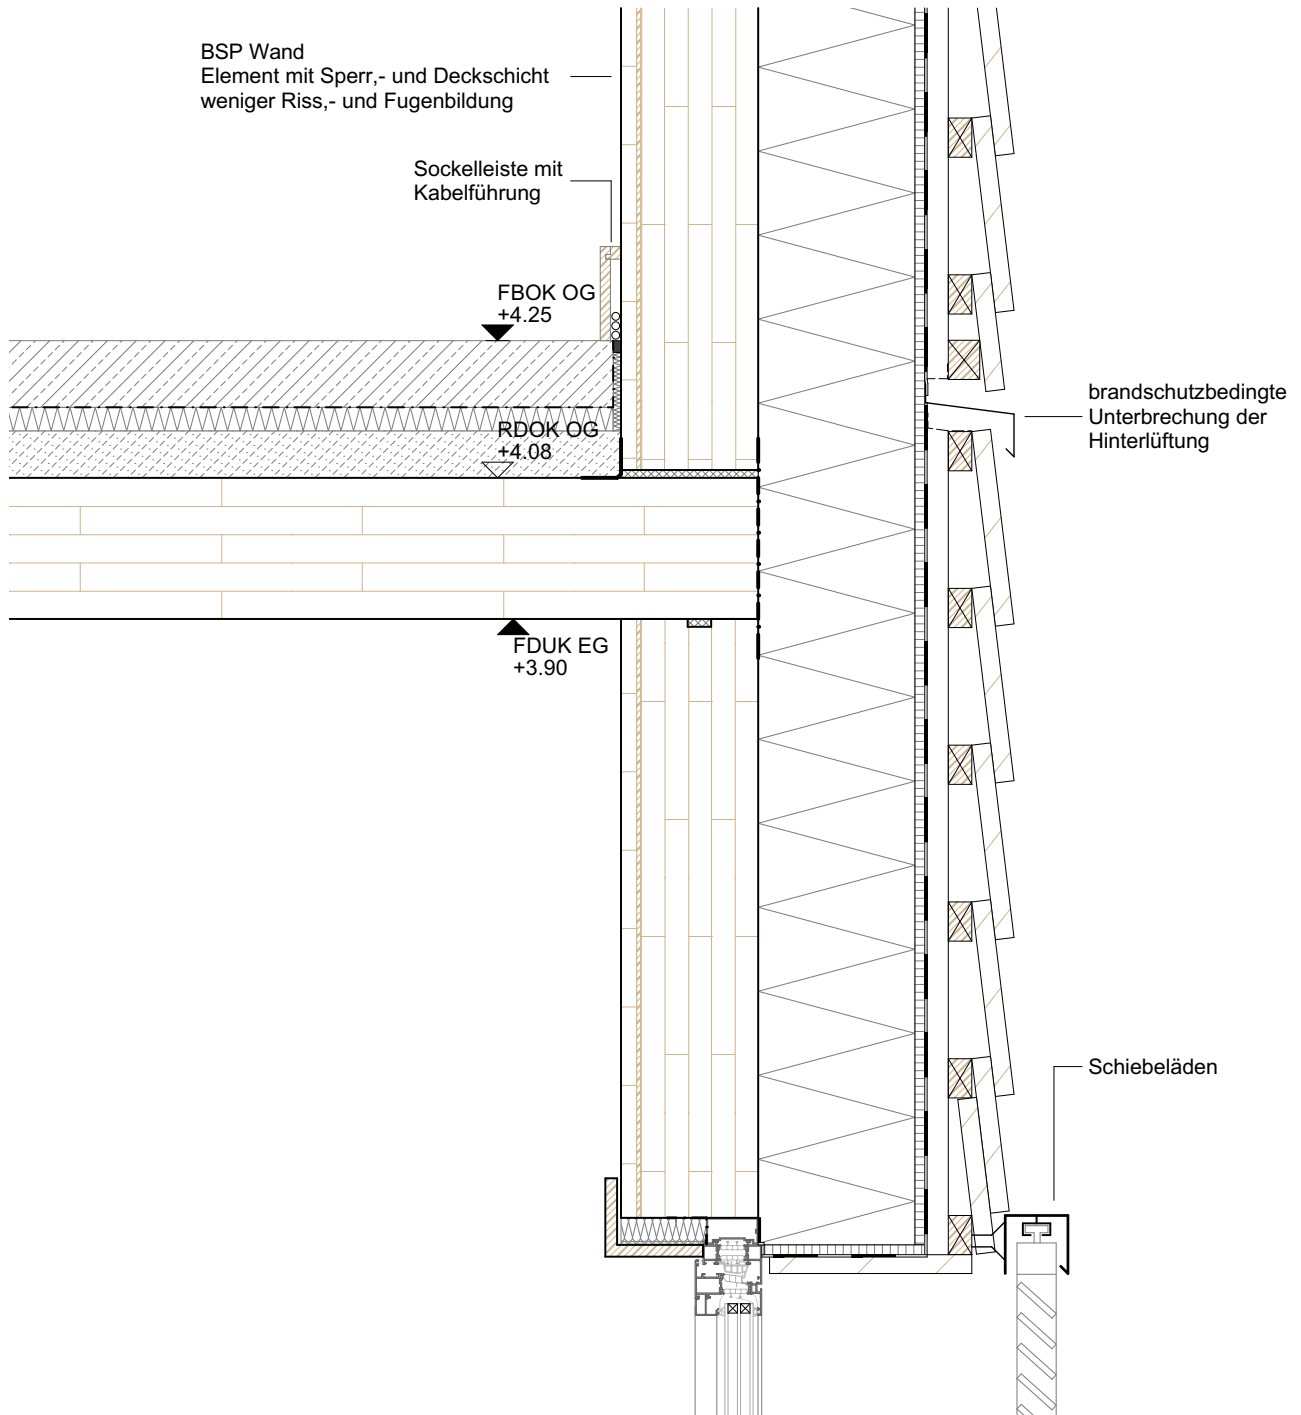 BSP Wand
Element mit Sperr,- und Deckschicht
weniger Riss,- und Fugenbildung
Sockelleiste mit
Kabelführung
FBOK OG
+4.25
brandschutzbedingte
Unterbrechung der
Hinterlüftung
RDOK OG
+4.08
FDUK EG
+3.90
Schiebeläden